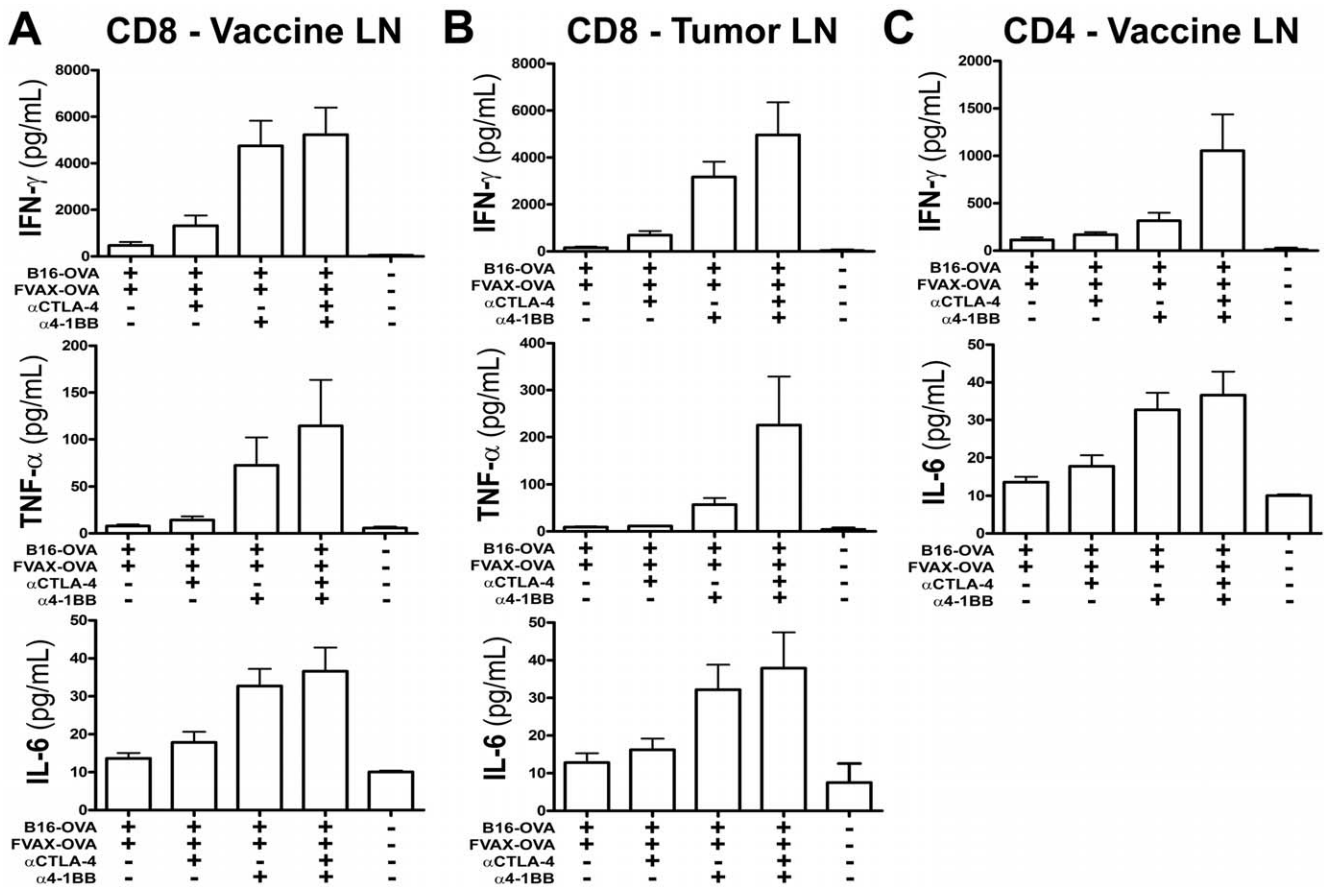 A CD8 - Vaccine LN
IFN-γ (pg/mL)
8000
6000
4000
2000
0
B16-OVA + + + + -
FVAX-OVA + + + + -
αCTLA-4 - + - + -
α4-1BB - - + + -
TNF-α (pg/mL)
200
150
100
50
0
B16-OVA + + + + -
FVAX-OVA + + + + -
αCTLA-4 - + - + -
α4-1BB - - + + -
IL-6 (pg/mL)
50
40
30
20
10
0
B16-OVA + + + + -
FVAX-OVA + + + + -
αCTLA-4 - + - + -
α4-1BB - - + + -
B CD8 - Tumor LN
IFN-γ (pg/mL)
8000
6000
4000
2000
0
B16-OVA + + + + -
FVAX-OVA + + + + -
αCTLA-4 - + - + -
α4-1BB - - + + -
TNF-α (pg/mL)
400
300
200
100
0
B16-OVA + + + + -
FVAX-OVA + + + + -
αCTLA-4 - + - + -
α4-1BB - - + + -
IL-6 (pg/mL)
50
40
30
20
10
0
B16-OVA + + + + -
FVAX-OVA + + + + -
αCTLA-4 - + - + -
α4-1BB - - + + -
C CD4 - Vaccine LN
IFN-γ (pg/mL)
2000
1500
1000
500
0
B16-OVA + + + + -
FVAX-OVA + + + + -
αCTLA-4 - + - + -
α4-1BB - - + + -
IL-6 (pg/mL)
50
40
30
20
10
0
B16-OVA + + + + -
FVAX-OVA + + + + -
αCTLA-4 - + - + -
α4-1BB - - + + -